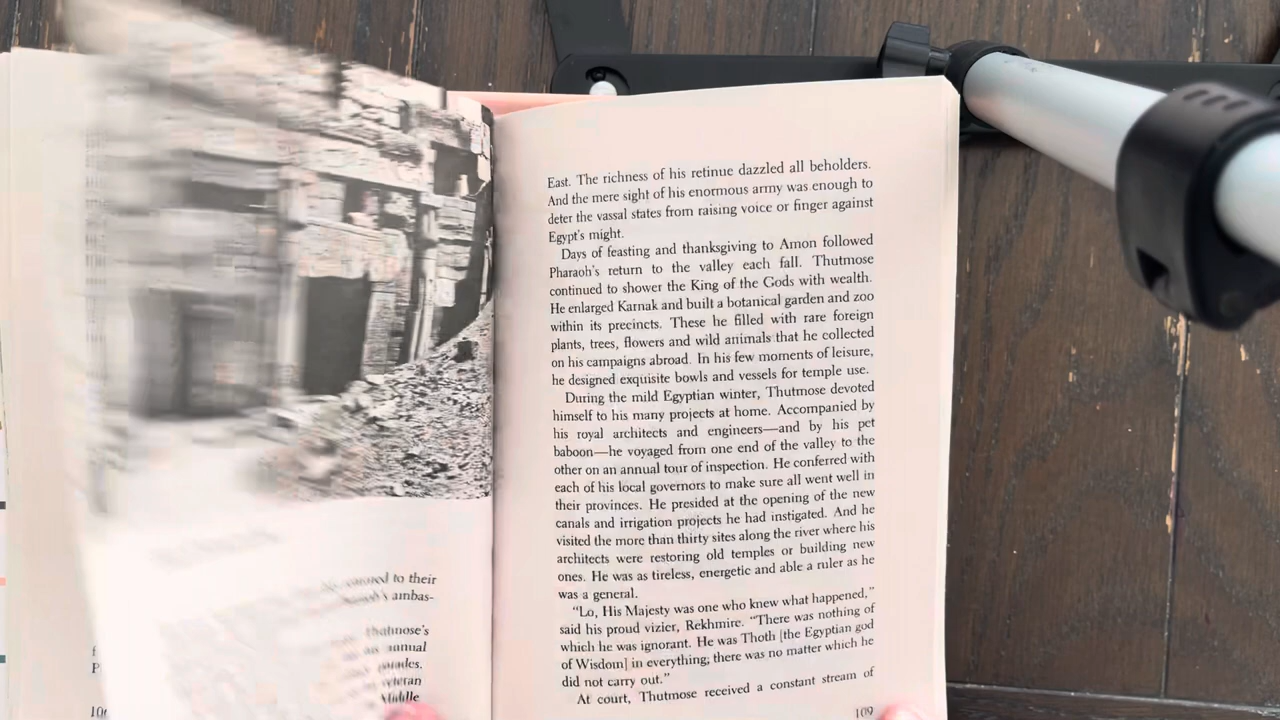 to their
ambas-
Thutmose's
annual
parades.
veteran
Middle
East. The richness of his retinue dazzled all beholders.
And the mere sight of his enormous army was enough to
deter the vassal states from raising voice or finger against
Egypt's might.
Days of feasting and thanksgiving to Amon followed
Pharaoh's return to the valley each fall. Thutmose
continued to shower the King of the Gods with wealth.
He enlarged Karnak and built a botanical garden and zoo
within its precincts. These he filled with rare foreign
plants, trees, flowers and wild animals that he collected
on his campaigns abroad. In his few moments of leisure,
he designed exquisite bowls and vessels for temple use.
During the mild Egyptian winter, Thutmose devoted
himself to his many projects at home. Accompanied by
his royal architects and engineers—and by his pet
baboon—he voyaged from one end of the valley to the
other on an annual tour of inspection. He conferred with
each of his local governors to make sure all went well in
their provinces. He presided at the opening of the new
canals and irrigation projects he had instigated. And he
visited the more than thirty sites along the river where his
architects were restoring old temples or building new
ones. He was as tireless, energetic and able a ruler as he
was a general.
"Lo, His Majesty was one who knew what happened,"
said his proud vizier, Rekhmire. "There was nothing of
which he was ignorant. He was Thoth [the Egyptian god
of Wisdom] in everything; there was no matter which he
did not carry out."
At court, Thutmose received a constant stream of
109